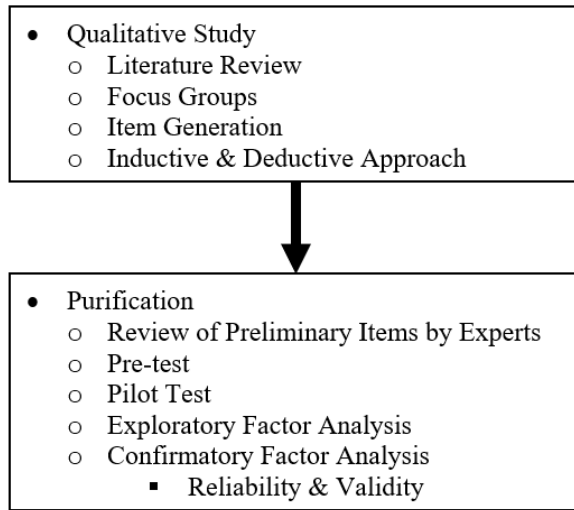 • Qualitative Study
o Literature Review
o Focus Groups
o Item Generation
o Inductive & Deductive Approach
• Purification
o Review of Preliminary Items by Experts
o Pre-test
o Pilot Test
o Exploratory Factor Analysis
o Confirmatory Factor Analysis
▪ Reliability & Validity